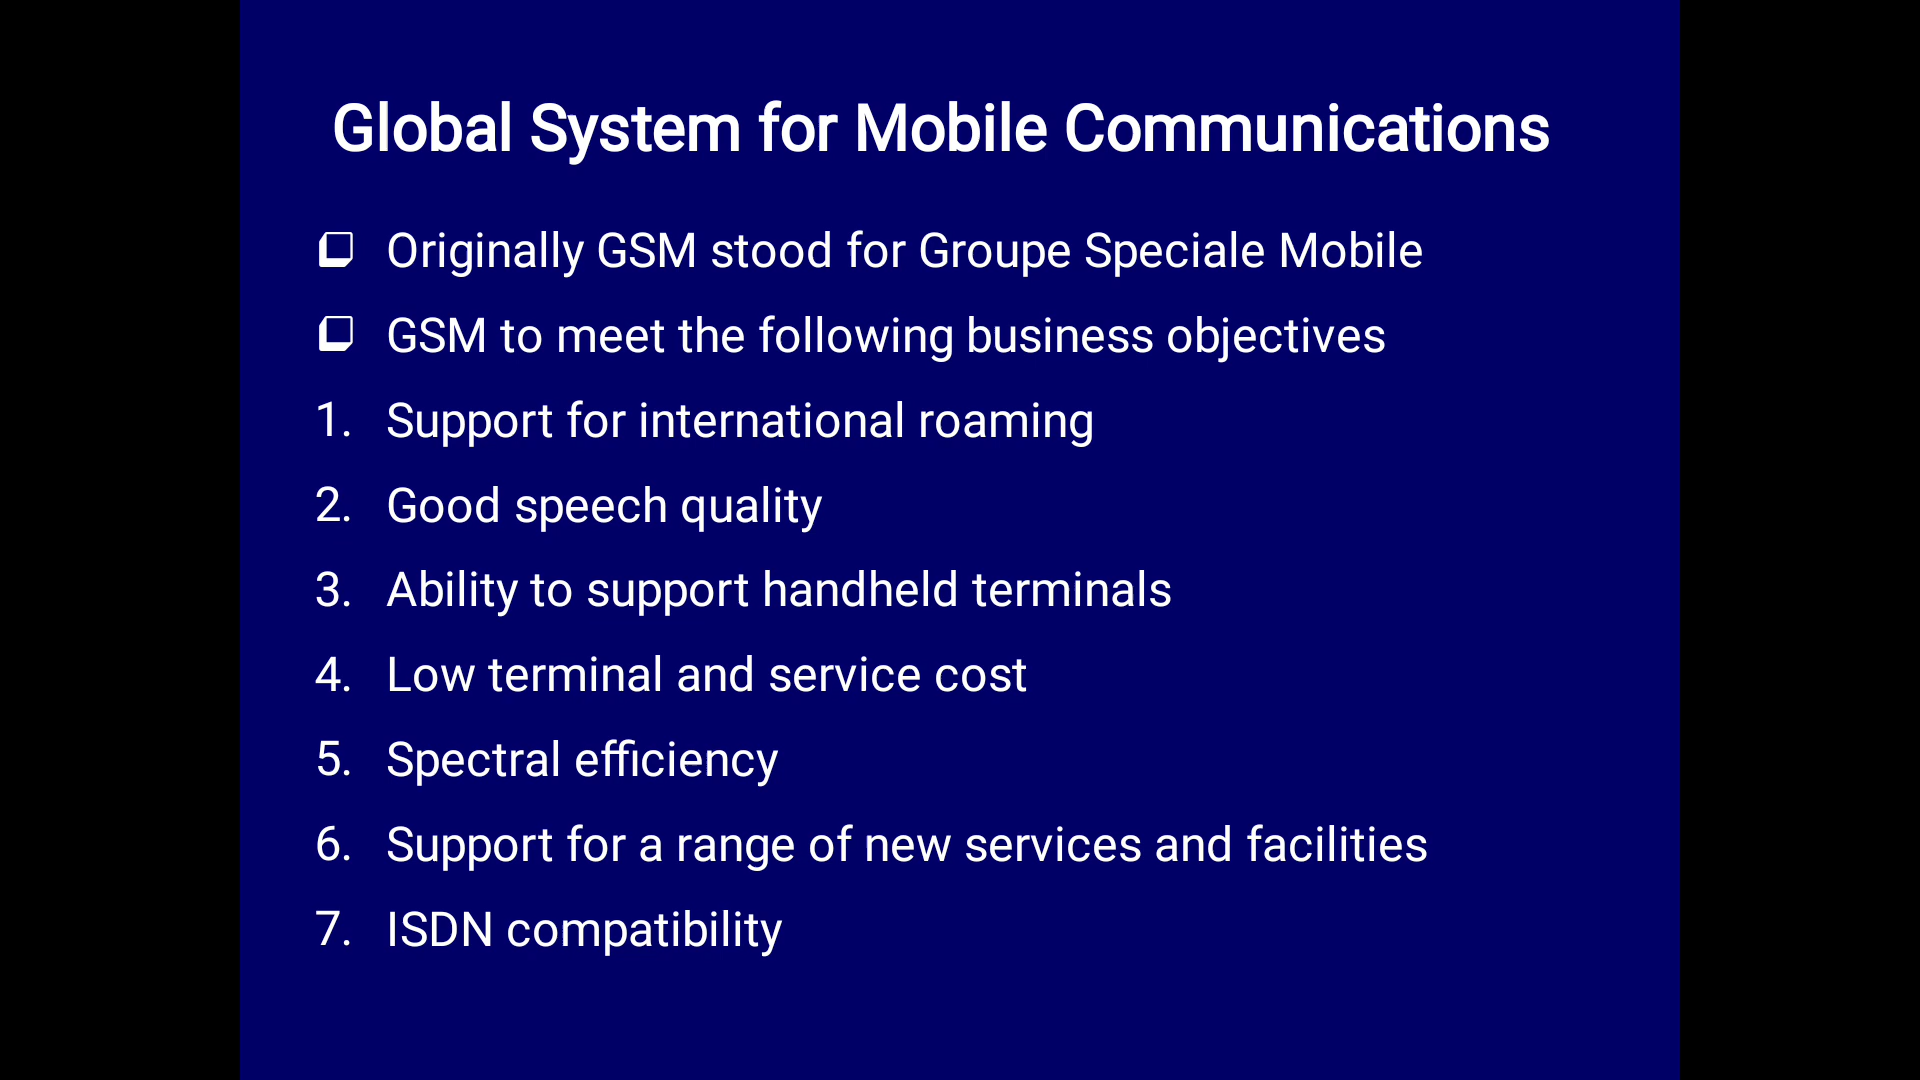 Global System for Mobile Communications
❑ Originally GSM stood for Groupe Speciale Mobile
❑ GSM to meet the following business objectives
1. Support for international roaming
2. Good speech quality
3. Ability to support handheld terminals
4. Low terminal and service cost
5. Spectral efficiency
6. Support for a range of new services and facilities
7. ISDN compatibility